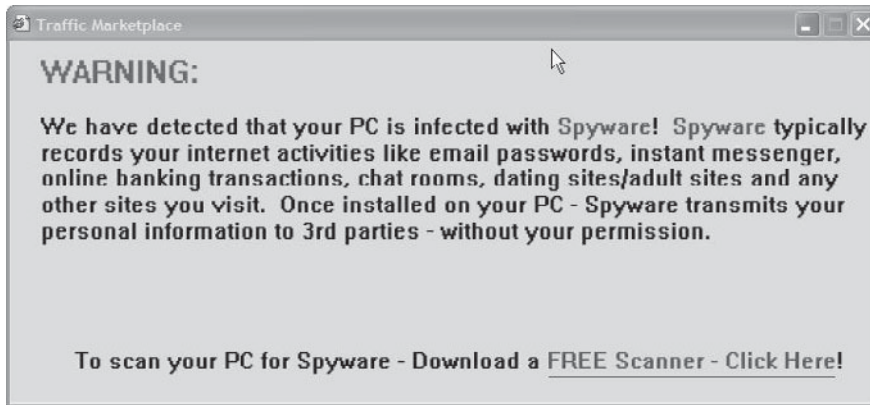 Traffic Marketplace
WARNING:
We have detected that your PC is infected with Spyware! Spyware typically
records your internet activities like email passwords, instant messenger,
online banking transactions, chat rooms, dating sites/adult sites and any
other sites you visit. Once installed on your PC - Spyware transmits your
personal information to 3rd parties - without your permission.
To scan your PC for Spyware - Download a FREE Scanner - Click Here!